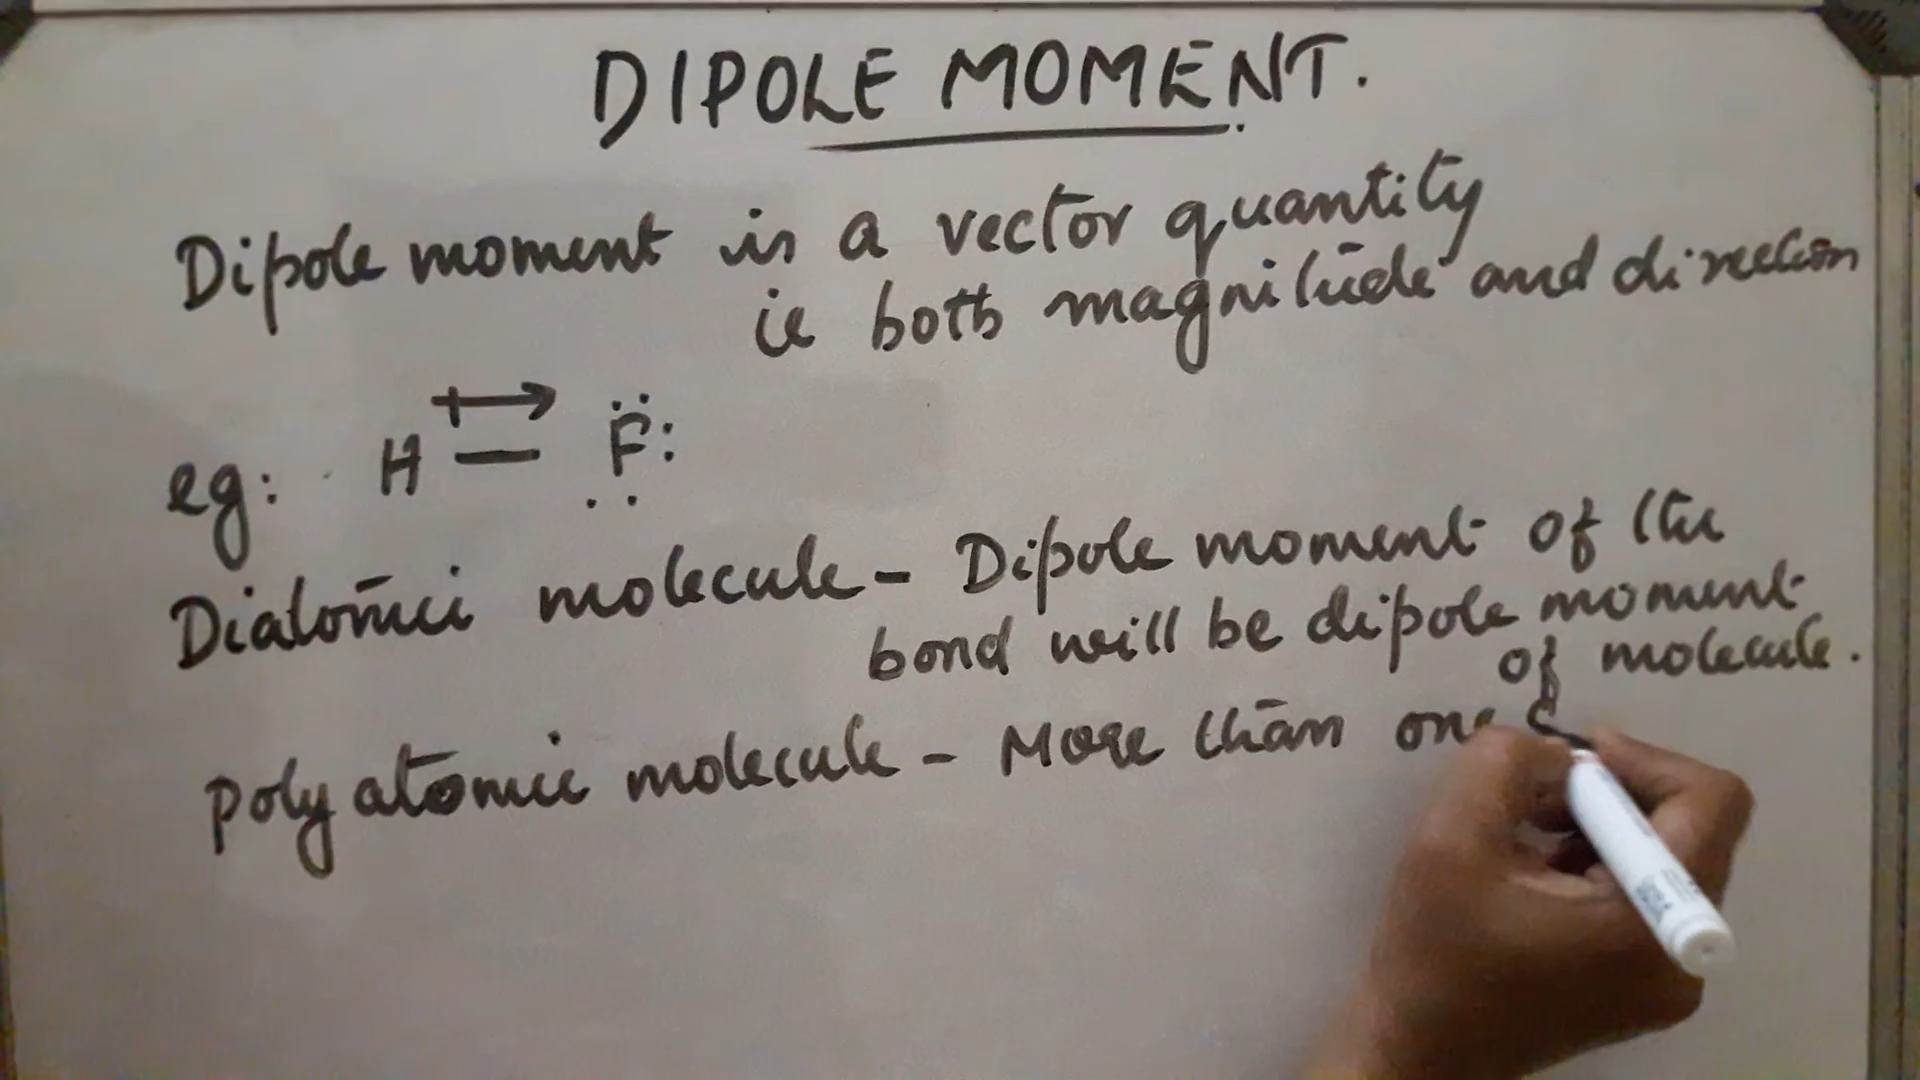 DIPOLE MOMENT.
Dipole moment is a vector quantity
ie both magnitude and direction
eg: H — F
Diatomic molecule - Dipole moment of the
bond will be dipole moment
of molecule.
Polyatomic molecule - More than one